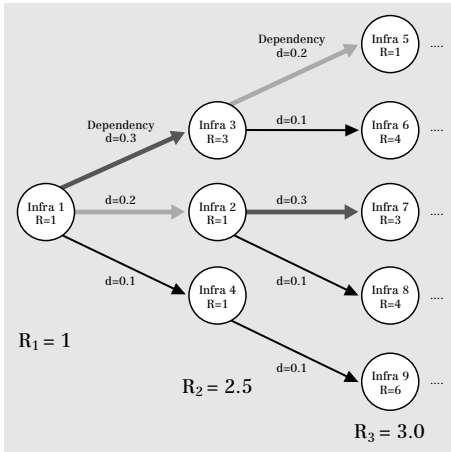 Dependency
d=0.2
Infra 5
R=1
....
Dependency
d=0.3
Infra 3
R=3
d=0.1
Infra 6
R=4
....
Infra 1
R=1
d=0.2
Infra 2
R=1
d=0.3
Infra 7
R=3
....
d=0.1
Infra 4
R=1
d=0.1
Infra 8
R=4
....
d=0.1
Infra 9
R=6
....
R1 = 1
R2 = 2.5
R3 = 3.0